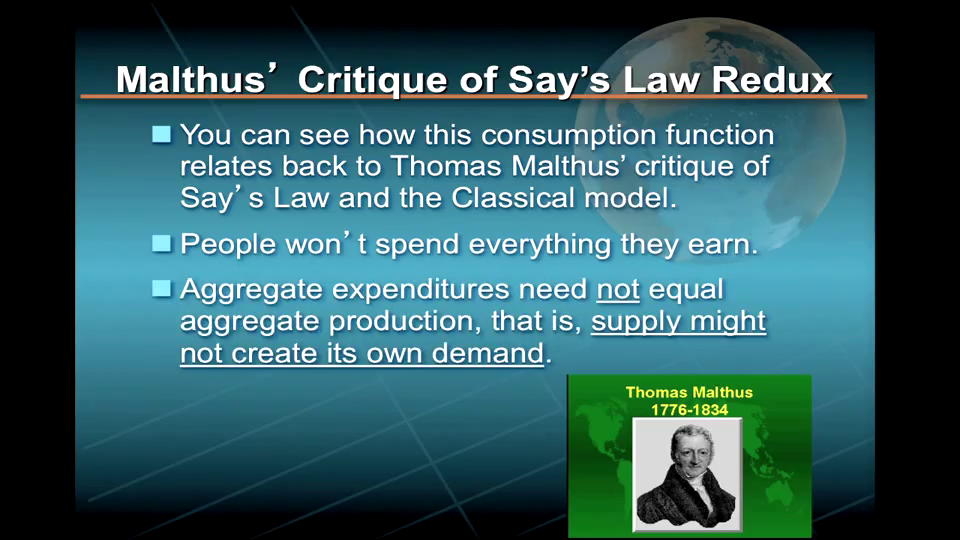 Malthus’ Critique of Say’s Law Redux
You can see how this consumption function
relates back to Thomas Malthus’ critique of
Say’s Law and the Classical model.
People won’t spend everything they earn.
Aggregate expenditures need not equal
aggregate production, that is, supply might
not create its own demand.
Thomas Malthus
1776-1834